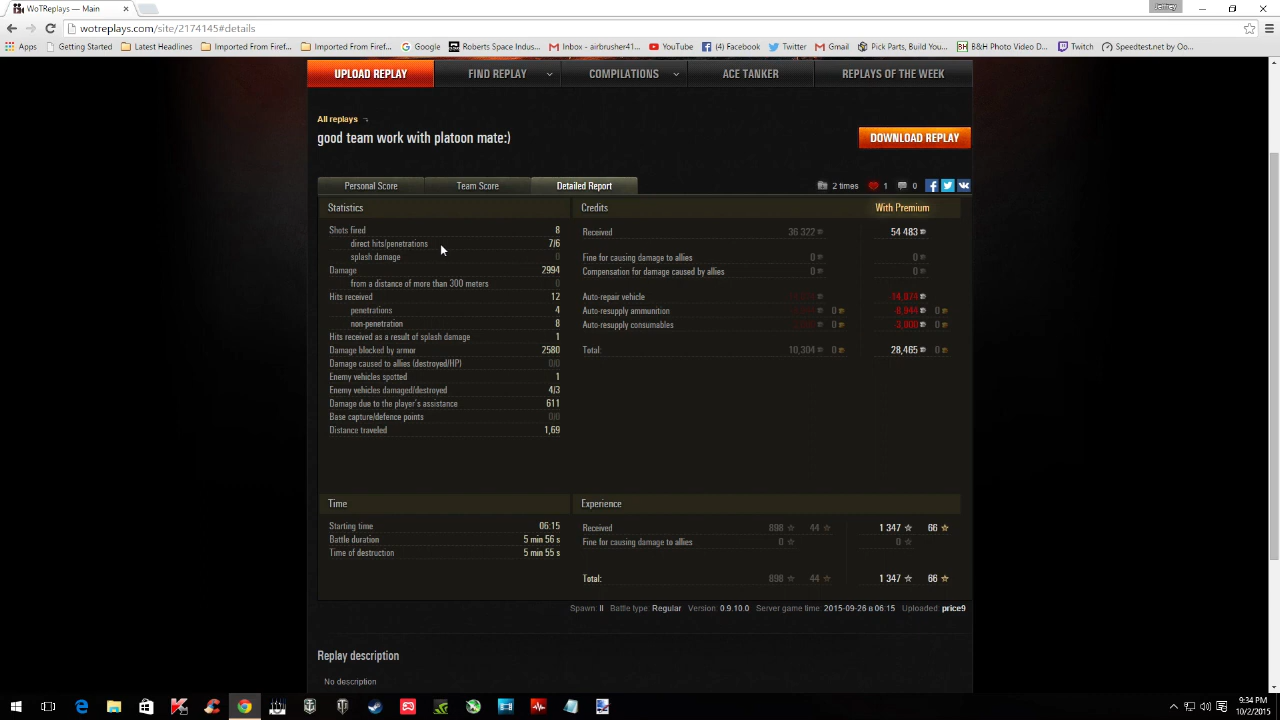 WoTReplays — Main
Jeffrey
wotreplays.com/site/2174145#details
Apps Getting Started Latest Headlines Imported From Firef... Imported From Firef... Google Roberts Space Indus... Inbox - airbrusher41... YouTube (4) Facebook Twitter Gmail Pick Parts, Build You... B&H Photo Video D... Twitch Speedtest.net by Oo...
UPLOAD REPLAY FIND REPLAY COMPILATIONS ACE TANKER REPLAYS OF THE WEEK
All replays
good team work with platoon mate:)
DOWNLOAD REPLAY
Personal Score Team Score Detailed Report 2 times 1 0
Statistics
Shots fired 8
direct hits/penetrations 7/6
splash damage 0
Damage 2994
from a distance of more than 300 meters 0
Hits received 12
penetrations 4
non-penetration 8
Hits received as a result of splash damage 1
Damage blocked by armor 2580
Damage caused to allies (destroyed/HP) 0/0
Enemy vehicles spotted 1
Enemy vehicles damaged/destroyed 4/3
Damage due to the player's assistance 611
Base capture/defence points 0/0
Distance traveled 1,69
Credits With Premium
Received 36 322 54 483
Fine for causing damage to allies 0 0
Compensation for damage caused by allies 0 0
Auto-repair vehicle -14,074
Auto-resupply ammunition 0 -8,944 0
Auto-resupply consumables 0 -3,000 0
Total: 10,304 0 28,465 0
Time
Starting time 06:15
Battle duration 5 min 56 s
Time of destruction 5 min 55 s
Experience
Received 898 44 1 347 66
Fine for causing damage to allies 0 0
Total: 898 44 1 347 66
Spawn: II Battle type: Regular Version: 0.9.10.0 Server game time: 2015-09-26 в 06:15 Uploaded: price9
Replay description
No description
9:34 PM
10/2/2015